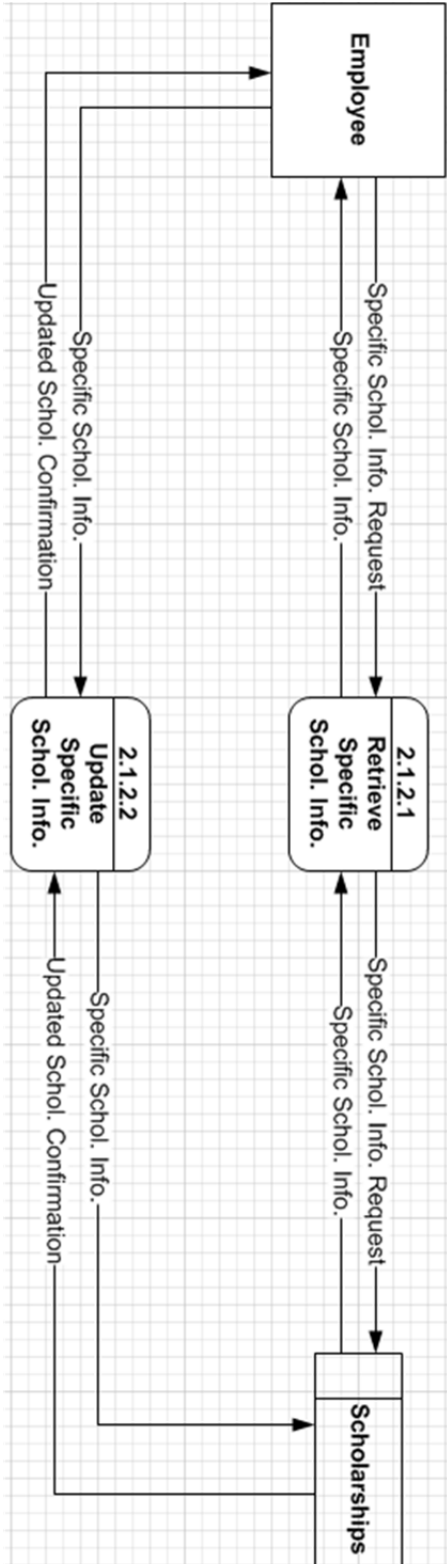 Employee
Specific Schol. Info. Request
Specific Schol. Info.
2.1.2.1
Retrieve
Specific
Schol. Info.
Specific Schol. Info. Request
Specific Schol. Info.
Scholarships
Specific Schol. Info.
Updated Schol. Confirmation
2.1.2.2
Update
Specific
Schol. Info.
Specific Schol. Info.
Updated Schol. Confirmation